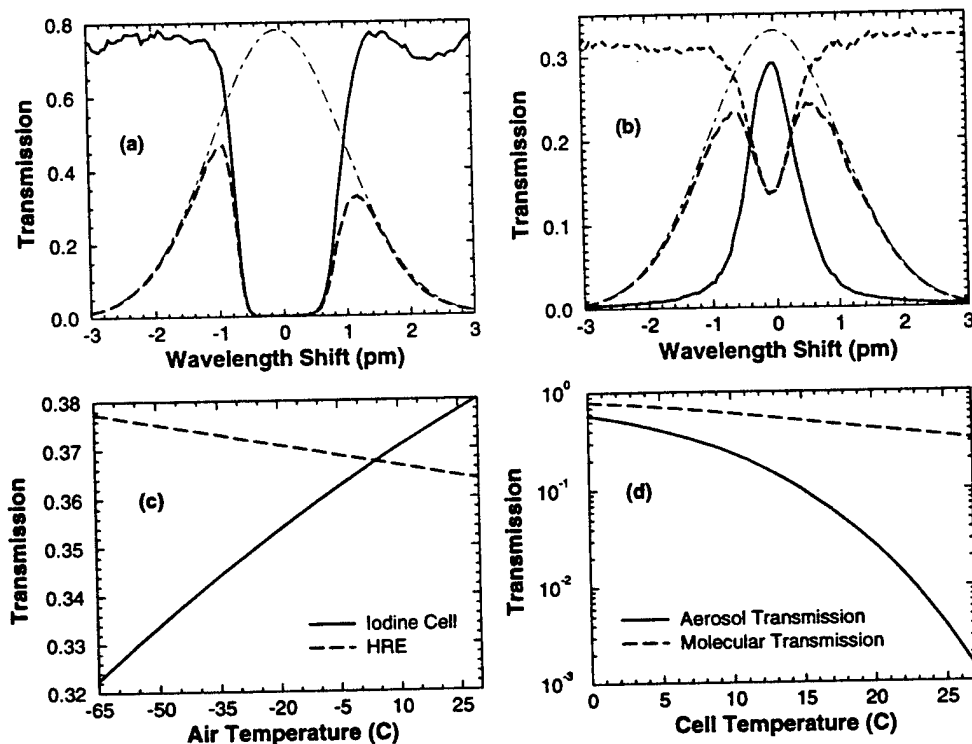 Transmission
0.8
0.6
0.4
0.2
0.0
(a)
-3 -2 -1 0 1 2 3
Wavelength Shift (pm)
Transmission
0.3
0.2
0.1
0.0
(b)
-3 -2 -1 0 1 2 3
Wavelength Shift (pm)
Transmission
0.38
0.37
0.36
0.35
0.34
0.33
0.32
(c)
Iodine Cell
HRE
-65 -50 -35 -20 -5 10 25
Air Temperature (C)
Transmission
10^0
10^-1
10^-2
10^-3
(d)
Aerosol Transmission
Molecular Transmission
0 5 10 15 20 25
Cell Temperature (C)